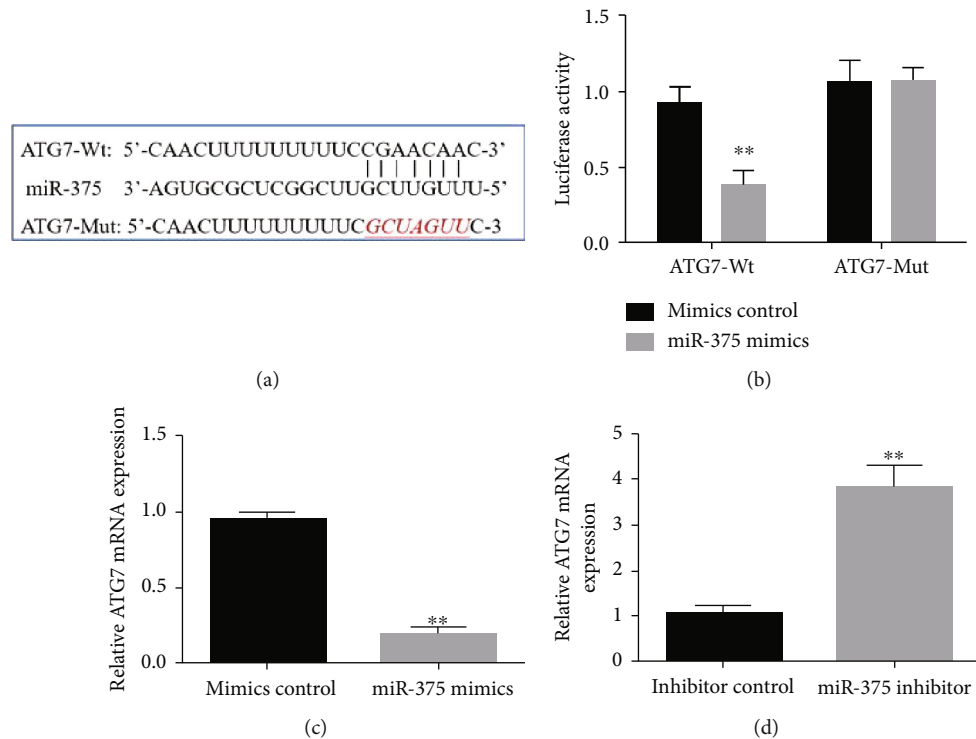 ATG7-Wt: 5'-CAACUUUUUUUUUCCGAACAAC-3'
miR-375 3'-AGUGCGCUCGGCUUGCUUGUUU-5'
ATG7-Mut: 5'-CAACUUUUUUUUUCGCUAGUUC-3
(a)
Luciferase activity
1.5
1.0
0.5
0.0
**
ATG7-Wt ATG7-Mut
Mimics control
miR-375 mimics
(b)
Relative ATG7 mRNA expression
1.5
1.0
0.5
0.0
**
Mimics control miR-375 mimics
(c)
Relative ATG7 mRNA
expression
5
4
3
2
1
0
**
Inhibitor control miR-375 inhibitor
(d)